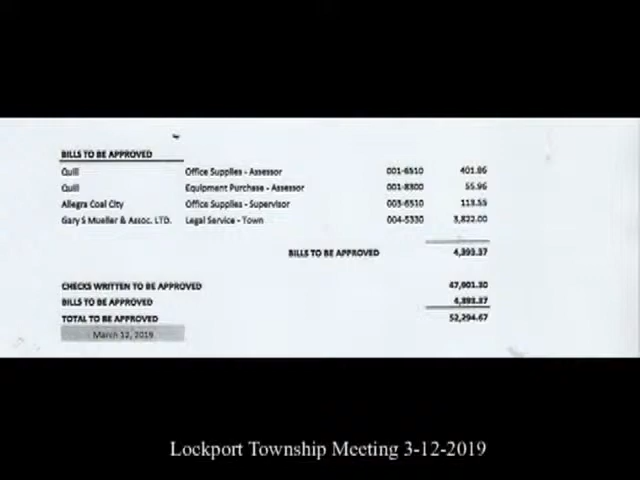 BILLS TO BE APPROVED
Quill Office Supplies - Assessor 001-6510 401.86
Quill Equipment Purchase - Assessor 001-8300 55.96
Allegra Coal City Office Supplies - Supervisor 003-6510 113.55
Gary S Mueller & Assoc. LTD. Legal Service - Town 004-5330 3,822.00
BILLS TO BE APPROVED 4,393.37
CHECKS WRITTEN TO BE APPROVED 47,901.30
BILLS TO BE APPROVED 4,393.37
TOTAL TO BE APPROVED 52,294.67
March 12, 2019
Lockport Township Meeting 3-12-2019